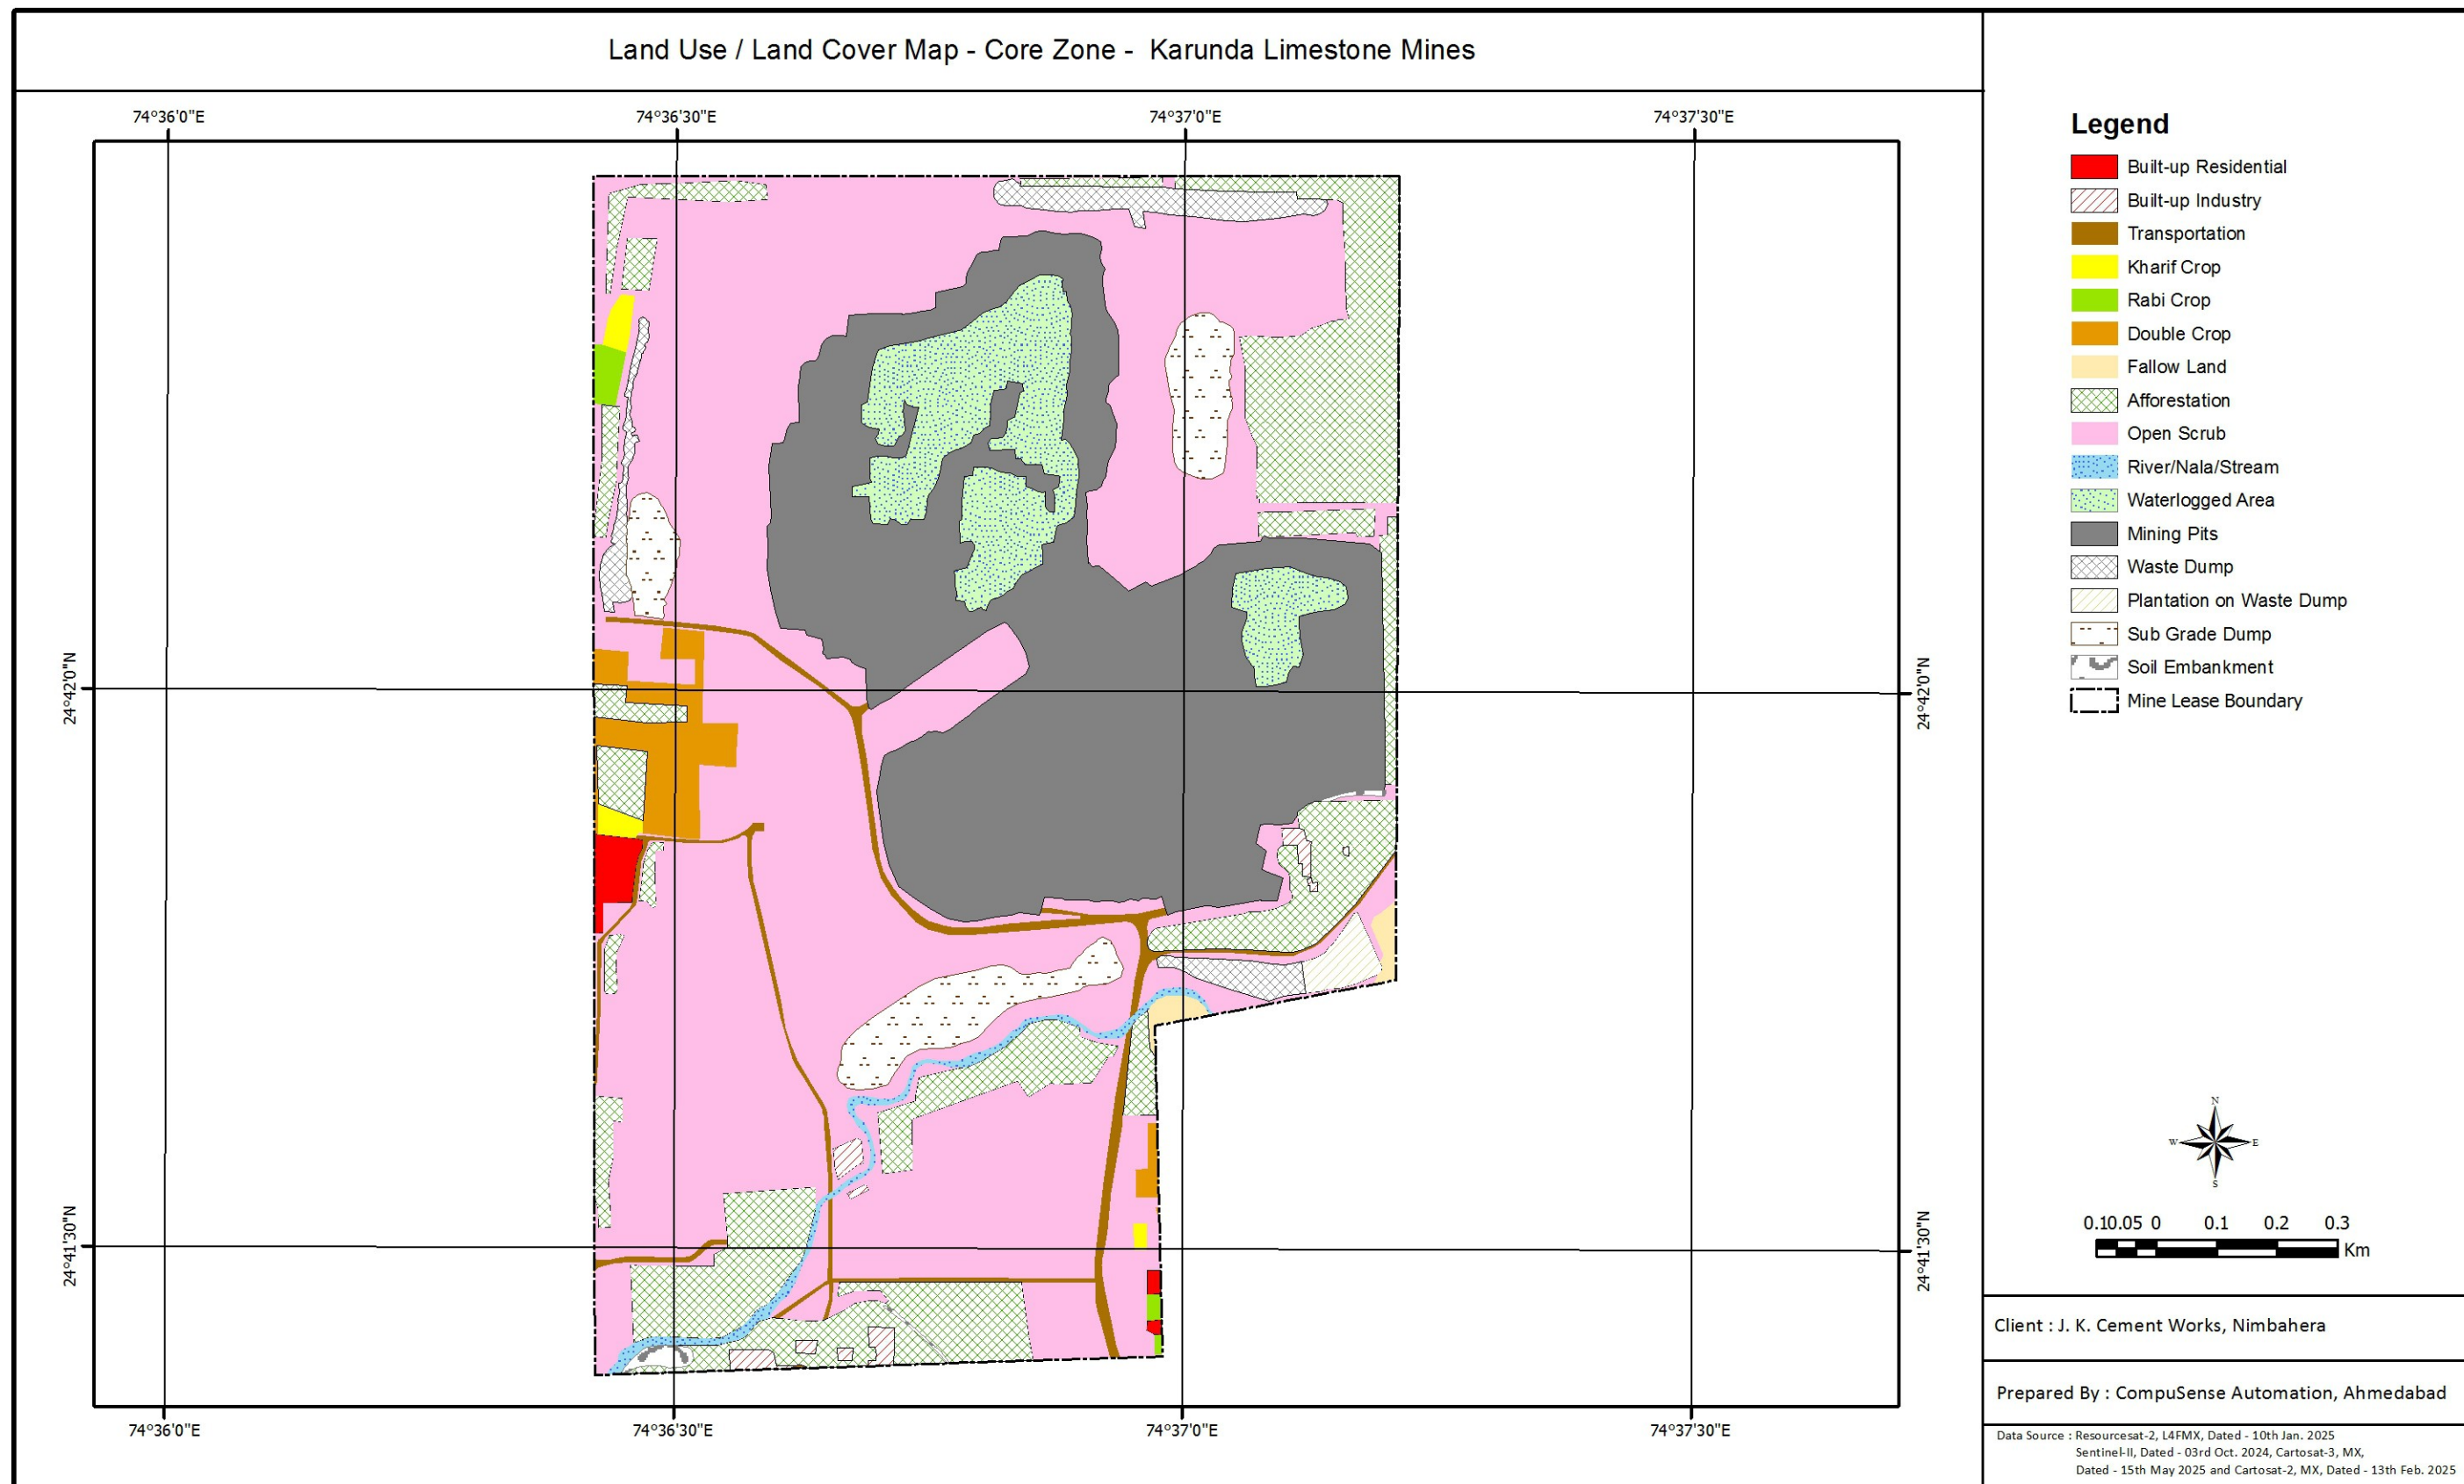 Land Use / Land Cover Map - Core Zone - Karunda Limestone Mines
74°36'0"E 74°36'30"E 74°37'0"E 74°37'30"E
24°42'0"N 24°42'0"N
24°41'30"N 24°41'30"N
74°36'0"E 74°36'30"E 74°37'0"E 74°37'30"E
Legend
Built-up Residential
Built-up Industry
Transportation
Kharif Crop
Rabi Crop
Double Crop
Fallow Land
Afforestation
Open Scrub
River/Nala/Stream
Waterlogged Area
Mining Pits
Waste Dump
Plantation on Waste Dump
Sub Grade Dump
Soil Embankment
Mine Lease Boundary
N
W E
S
0.10.05 0 0.1 0.2 0.3
Km
Client : J. K. Cement Works, Nimbahera
Prepared By : CompuSense Automation, Ahmedabad
Data Source : Resourcesat-2, L4FMX, Dated - 10th Jan. 2025
Sentinel-II, Dated - 03rd Oct. 2024, Cartosat-3, MX,
Dated - 15th May 2025 and Cartosat-2, MX, Dated - 13th Feb. 2025